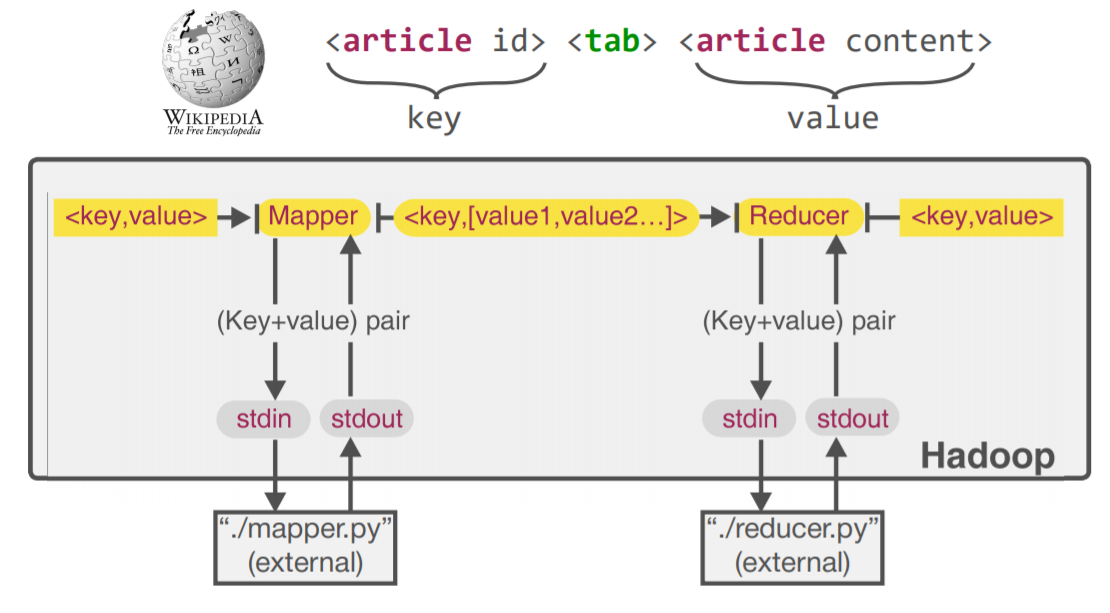 <article id> <tab> <article content>
key value
WIKIPEDIA
The Free Encyclopedia
<key,value> Mapper <key,[value1,value2...]> Reducer <key,value>
(Key+value) pair (Key+value) pair
stdin stdout stdin stdout
Hadoop
“./mapper.py” “./reducer.py”
(external) (external)